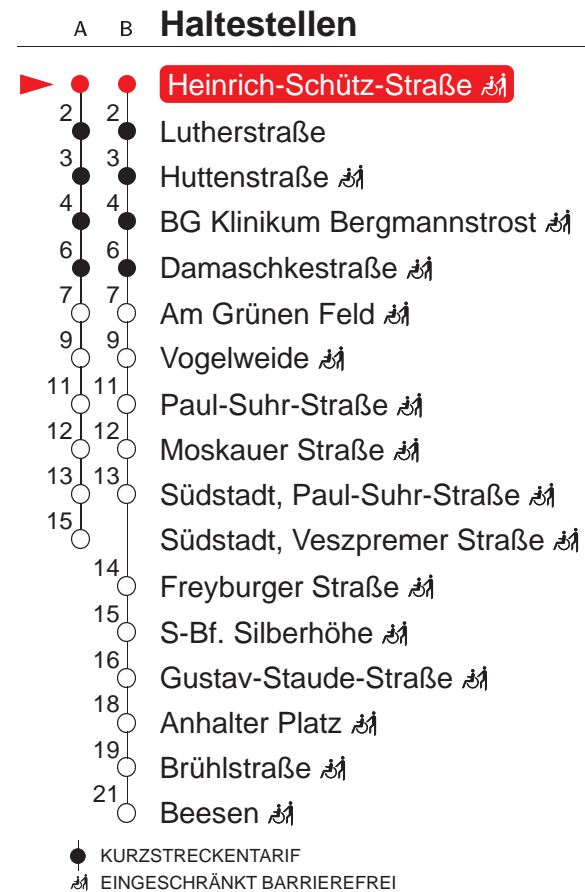 A B Haltestellen
Heinrich-Schütz-Straße
2 2 Lutherstraße
3 3 Huttenstraße
4 4 BG Klinikum Bergmannstrost
6 6 Damaschkestraße
7 7 Am Grünen Feld
9 9 Vogelweide
11 11 Paul-Suhr-Straße
12 12 Moskauer Straße
13 13 Südstadt, Paul-Suhr-Straße
15 Südstadt, Veszpremer Straße
14 Freyburger Straße
15 S-Bf. Silberhöhe
16 Gustav-Staude-Straße
18 Anhalter Platz
19 Brühlstraße
21 Beesen
KURZSTRECKENTARIF
EINGESCHRÄNKT BARRIEREFREI